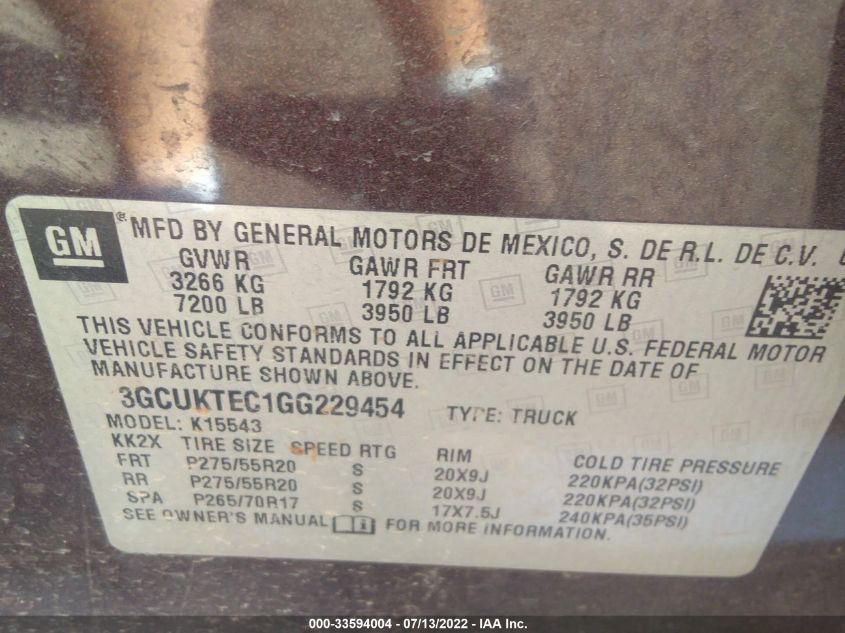 GM
® MFD BY GENERAL MOTORS DE MEXICO, S. DE R.L. DE C.V.
GVWR GAWR FRT GAWR RR
3266 KG 1792 KG 1792 KG
7200 LB 3950 LB 3950 LB
THIS VEHICLE CONFORMS TO ALL APPLICABLE U.S. FEDERAL MOTOR
VEHICLE SAFETY STANDARDS IN EFFECT ON THE DATE OF
MANUFACTURE SHOWN ABOVE.
3GCUKTEC1GG229454 TYPE: TRUCK
MODEL: K15543
KK2X TIRE SIZE SPEED RTG RIM COLD TIRE PRESSURE
FRT P275/55R20 S 20X9J 220KPA(32PSI)
RR P275/55R20 S 20X9J 220KPA(32PSI)
SPA P265/70R17 S 17X7.5J 240KPA(35PSI)
SEE OWNER'S MANUAL FOR MORE INFORMATION.
000-33594004 - 07/13/2022 - IAA Inc.